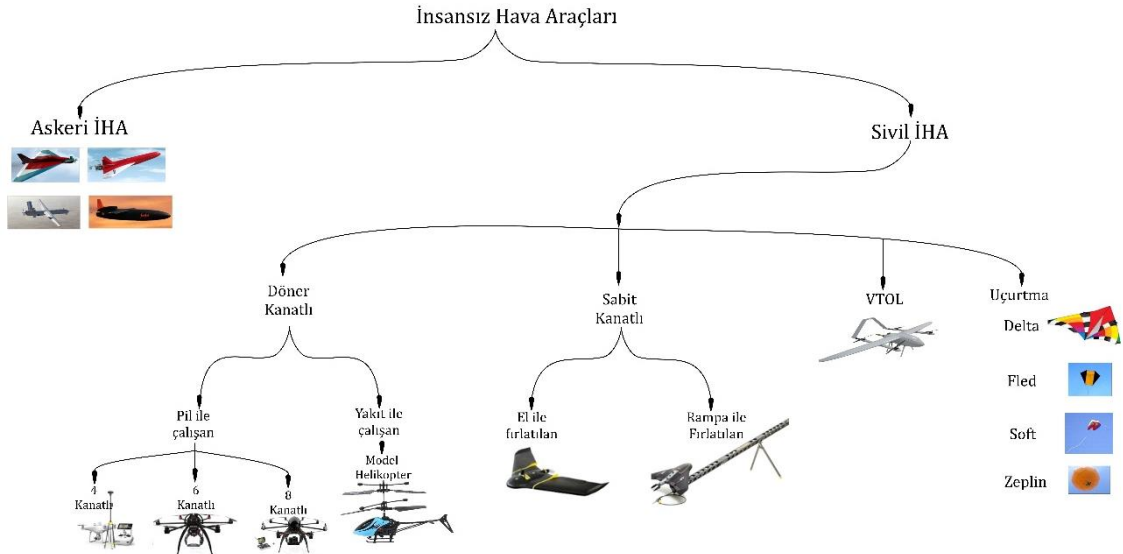 İnsansız Hava Araçları
Askeri İHA
Sivil İHA
Döner
Kanatlı
Sabit
Kanatlı
VTOL
Uçurtma
Delta
Fled
Soft
Zeplin
Pil ile
çalışan
Yakıt ile
çalışan
El ile
fırlatılan
Rampa ile
Fırlatılan
Model
Helikopter
4
Kanatlı
6
Kanatlı
8
Kanatlı